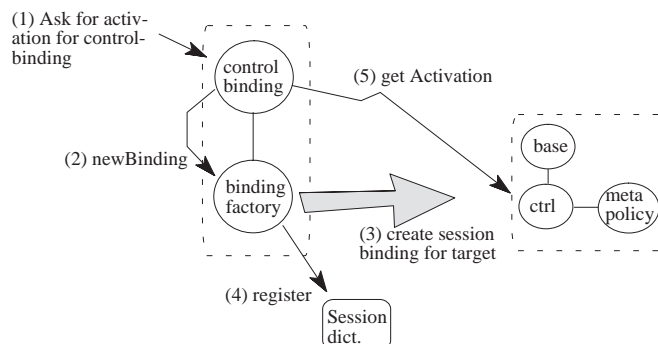 (1) Ask for activ-
ation for control-
binding
control
binding
(5) get Activation
(2) newBinding
base
binding
factory
ctrl
meta
policy
(3) create session
binding for target
(4) register
Session
dict.